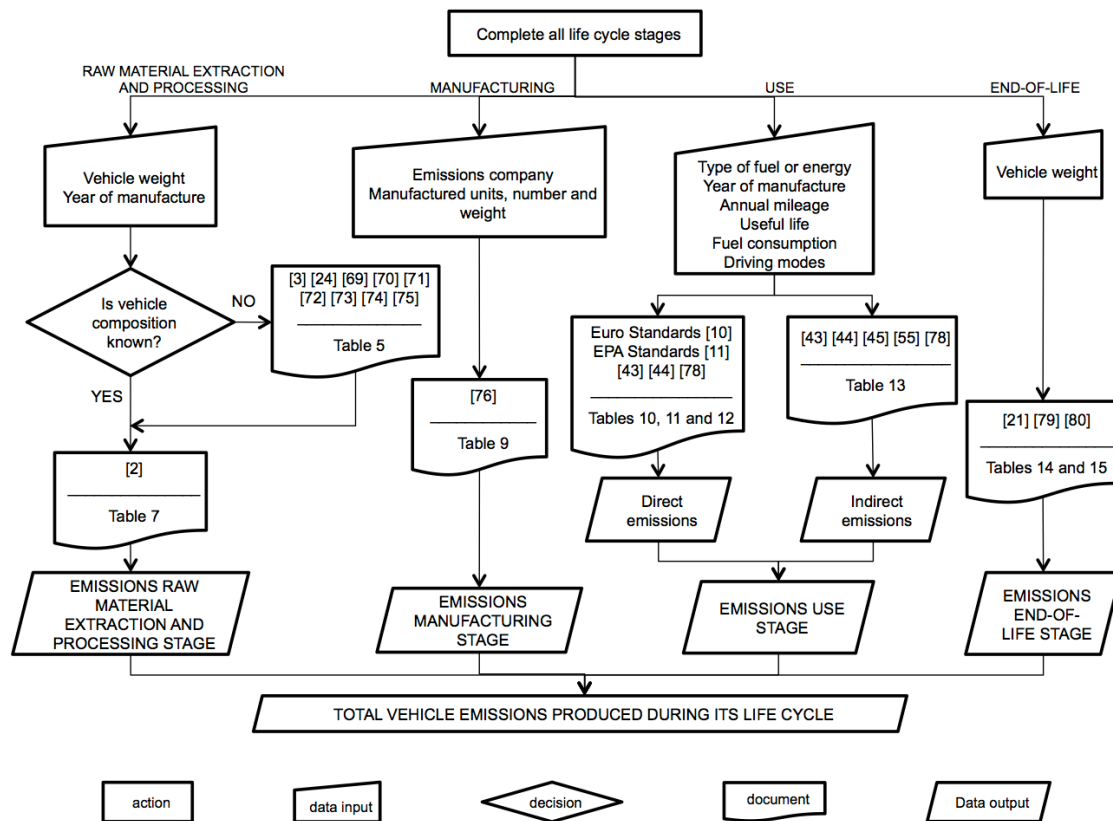 Complete all life cycle stages
RAW MATERIAL EXTRACTION
AND PROCESSING
MANUFACTURING
USE
END-OF-LIFE
Vehicle weight
Year of manufacture
Emissions company
Manufactured units, number and
weight
Type of fuel or energy
Year of manufacture
Annual mileage
Useful life
Fuel consumption
Driving modes
Vehicle weight
Is vehicle
composition
known?
NO
YES
[3] [24] [69] [70] [71]
[72] [73] [74] [75]
Table 5
[2]
Table 7
[76]
Table 9
Euro Standards [10]
EPA Standards [11]
[43] [44] [78]
Tables 10, 11 and 12
[43] [44] [45] [55] [78]
Table 13
[21] [79] [80]
Tables 14 and 15
Direct
emissions
Indirect
emissions
EMISSIONS RAW
MATERIAL
EXTRACTION AND
PROCESSING STAGE
EMISSIONS
MANUFACTURING
STAGE
EMISSIONS USE
STAGE
EMISSIONS
END-OF-
LIFE STAGE
TOTAL VEHICLE EMISSIONS PRODUCED DURING ITS LIFE CYCLE
action
data input
decision
document
Data output